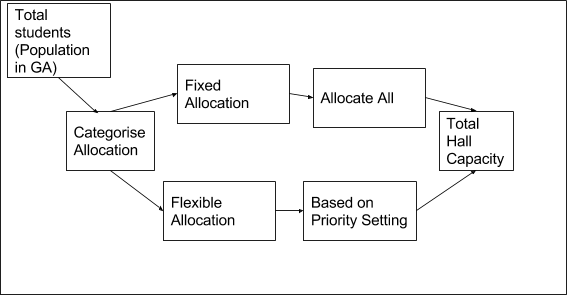 Total
students
(Population
in GA)
Categorise
Allocation
Fixed
Allocation
Allocate All
Flexible
Allocation
Based on
Priority Setting
Total
Hall
Capacity